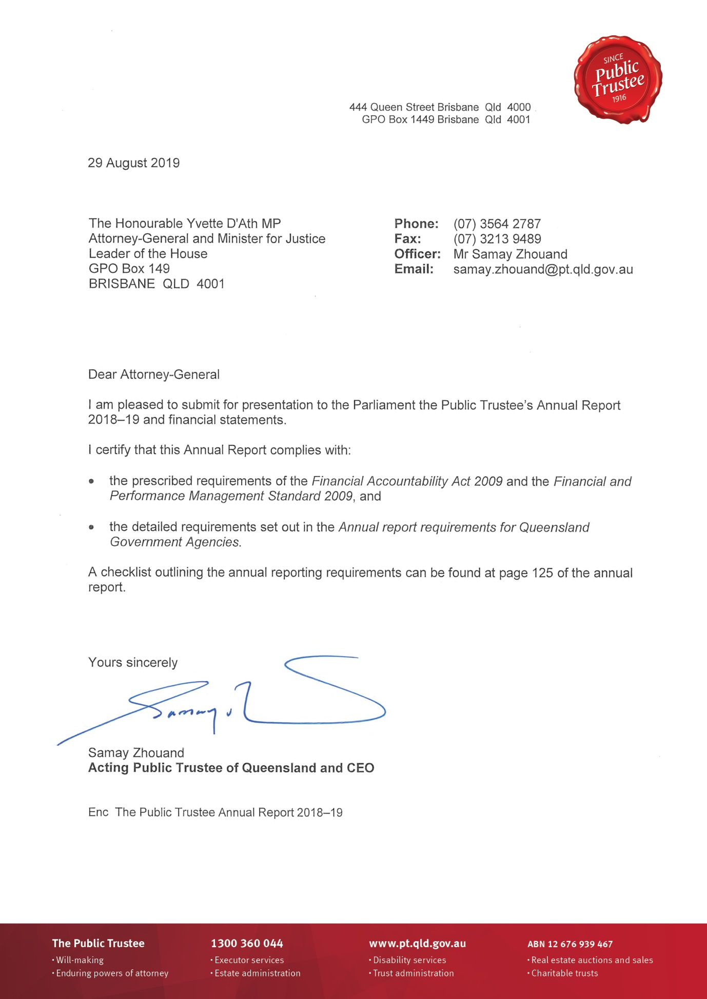 SINCE
Public
Trustee
1916
444 Queen Street Brisbane Qld 4000
GPO Box 1449 Brisbane Qld 4001
29 August 2019
The Honourable Yvette D'Ath MP
Attorney-General and Minister for Justice
Leader of the House
GPO Box 149
BRISBANE QLD 4001
Phone: (07) 3564 2787
Fax: (07) 3213 9489
Officer: Mr Samay Zhouand
Email: samay.zhouand@pt.qld.gov.au
Dear Attorney-General
I am pleased to submit for presentation to the Parliament the Public Trustee's Annual Report
2018–19 and financial statements.
I certify that this Annual Report complies with:
• the prescribed requirements of the Financial Accountability Act 2009 and the Financial and
Performance Management Standard 2009, and
• the detailed requirements set out in the Annual report requirements for Queensland
Government Agencies.
A checklist outlining the annual reporting requirements can be found at page 125 of the annual
report.
Yours sincerely
Samay
Samay Zhouand
Acting Public Trustee of Queensland and CEO
Enc The Public Trustee Annual Report 2018–19
The Public Trustee
• Will-making
• Enduring powers of attorney
1300 360 044
• Executor services
• Estate administration
www.pt.qld.gov.au
• Disability services
• Trust administration
ABN 12 676 939 467
• Real estate auctions and sales
• Charitable trusts